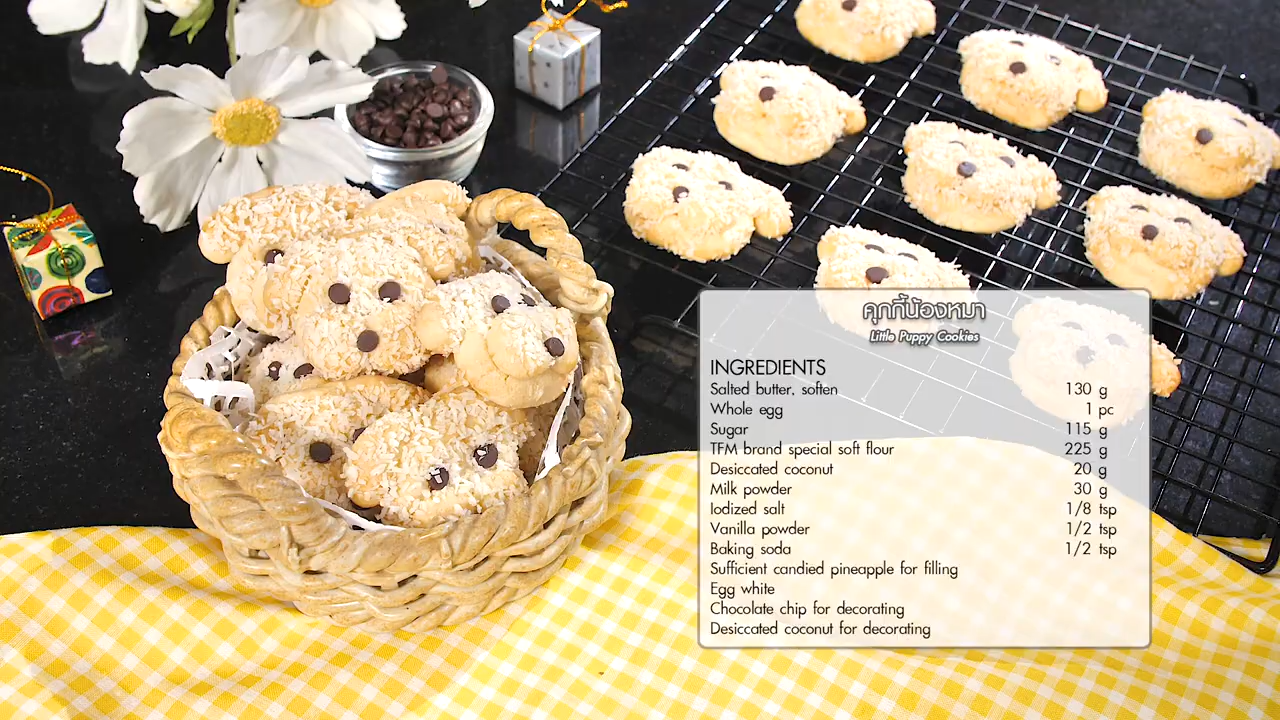 คุกกี้น้องหมา
Little Puppy Cookies
INGREDIENTS
Salted butter, soften 130 g
Whole egg 1 pc
Sugar 115 g
TFM brand special soft flour 225 g
Desiccated coconut 20 g
Milk powder 30 g
Iodized salt 1/8 tsp
Vanilla powder 1/2 tsp
Baking soda 1/2 tsp
Sufficient candied pineapple for filling
Egg white
Chocolate chip for decorating
Desiccated coconut for decorating